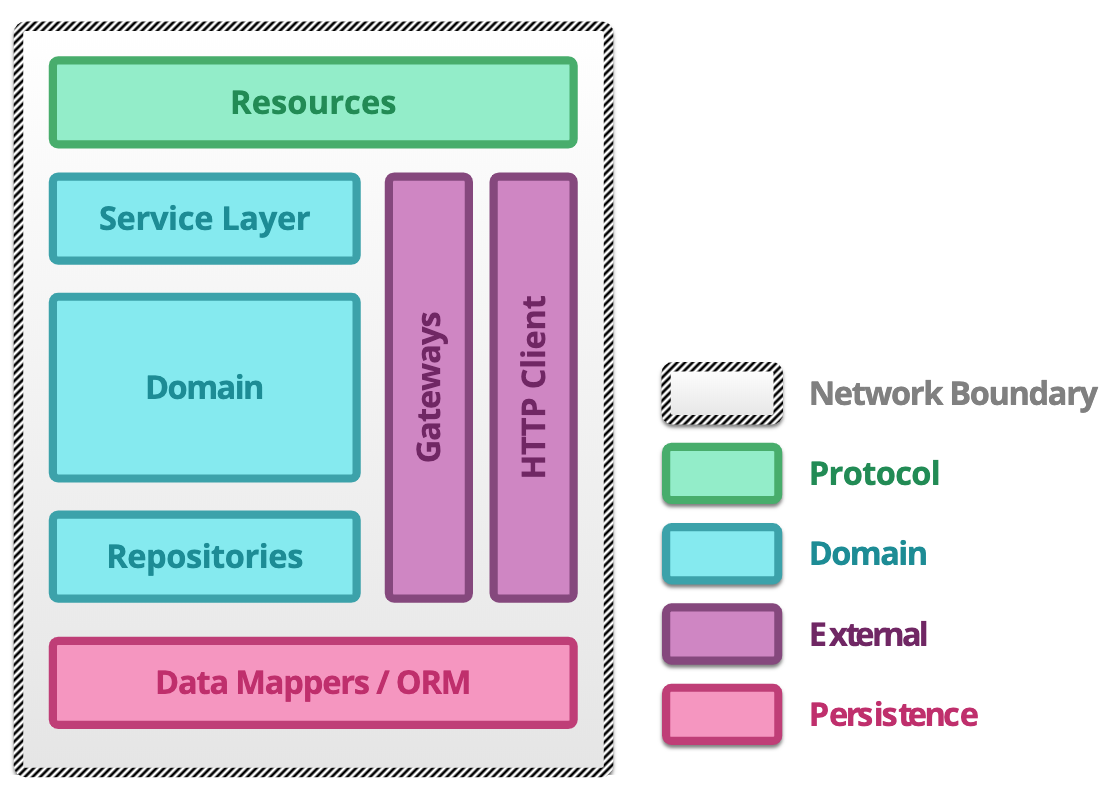 Resources
Service Layer
Domain
Repositories
Gateways
HTTP Client
Data Mappers / ORM
Network Boundary
Protocol
Domain
External
Persistence